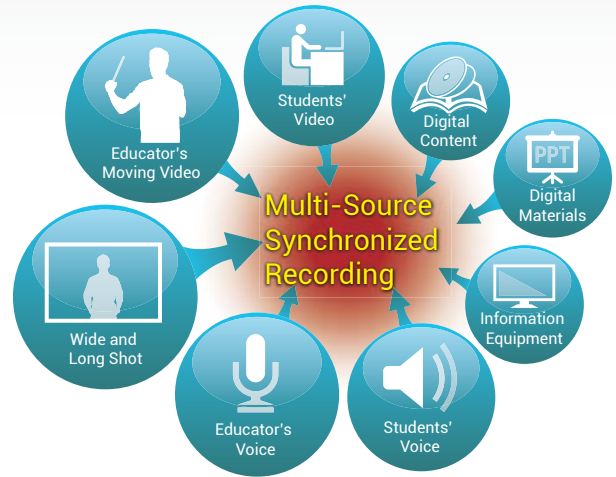 Educator's
Moving Video
Students'
Video
Digital
Content
PPT
Digital
Materials
Multi-Source
Synchronized
Recording
Wide and
Long Shot
Information
Equipment
Educator's
Voice
Students'
Voice